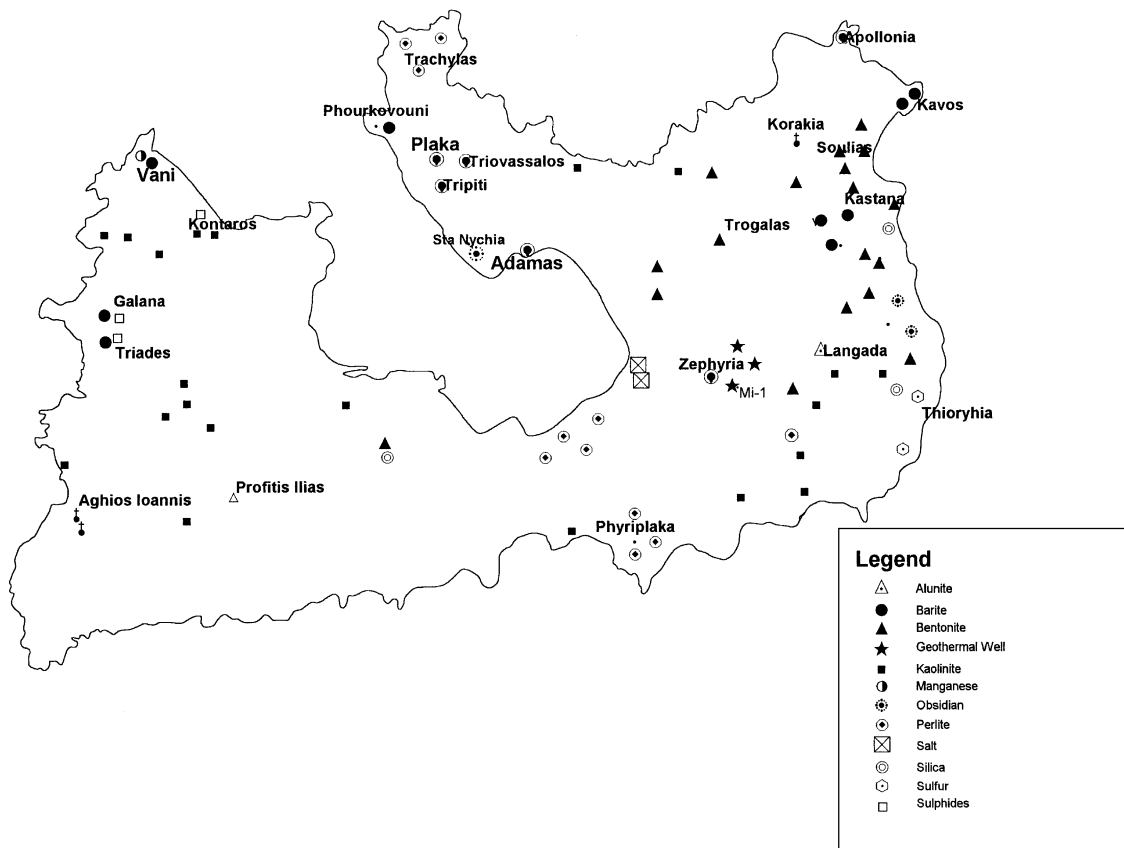 Apollonia
Trachylas
Kavos
Phourkovouni
Korakia
Plaka
Soulias
Triovassalos
Vani
Tripiti
Kastana
Kontaros
Trogalas
Sta Nychia
Adamas
Galana
Triades
Langada
Zephyria
Mi-1
Thioryhia
Profitis Ilias
Aghios Ioannis
Phyriplaka
Legend
Alunite
Barite
Bentonite
Geothermal Well
Kaolinite
Manganese
Obsidian
Perlite
Salt
Silica
Sulfur
Sulphides